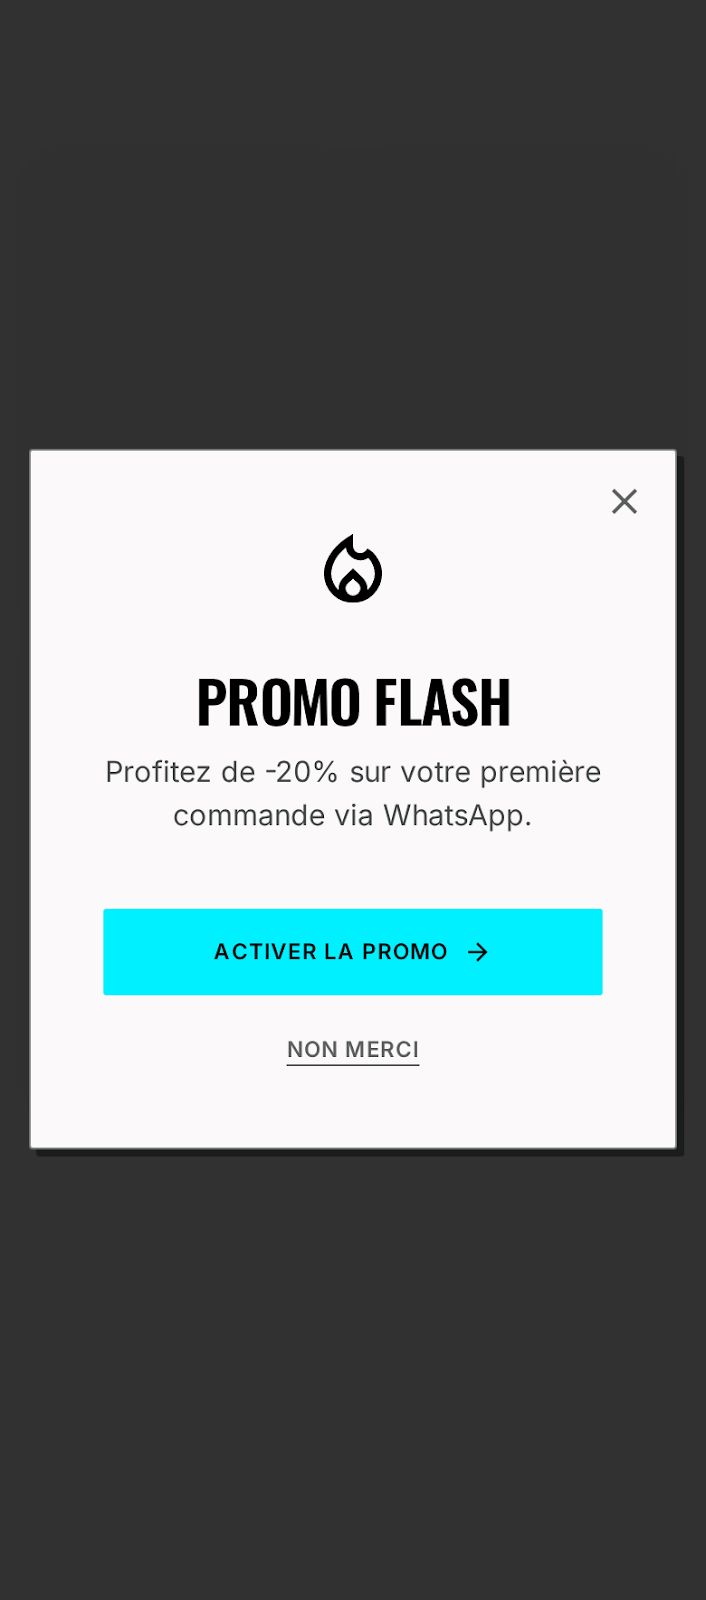 PROMO FLASH
Profitez de -20% sur votre première
commande via WhatsApp.
ACTIVER LA PROMO →
NON MERCI